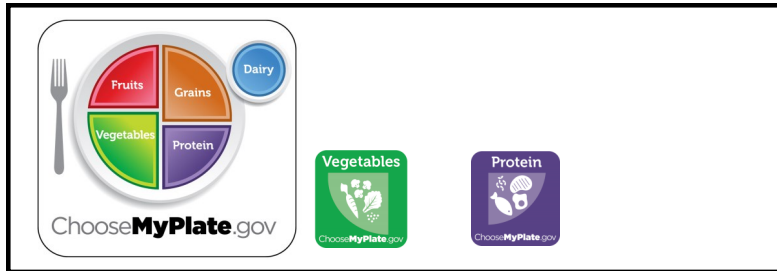 Fruits
Grains
Dairy
Vegetables
Protein
ChooseMyPlate.gov
Vegetables
ChooseMyPlate.gov
Protein
ChooseMyPlate.gov